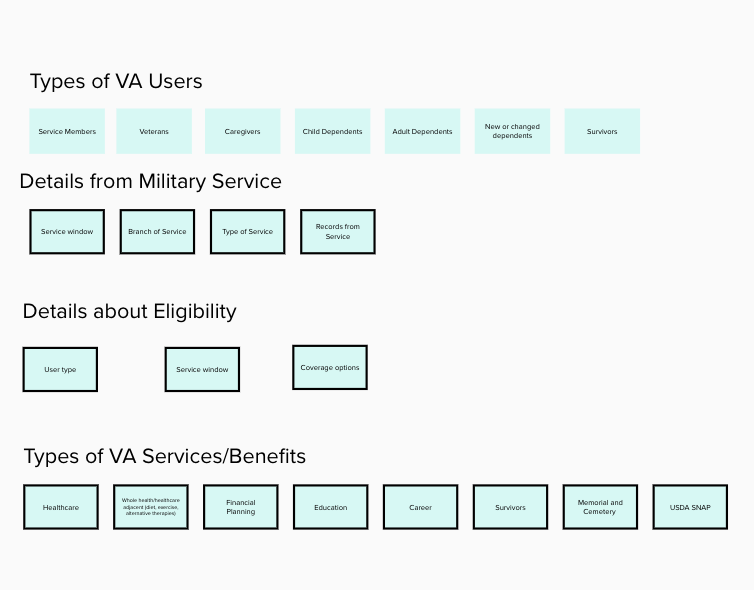 Types of VA Users
Service Members
Veterans
Caregivers
Child Dependents
Adult Dependents
New or changed
dependents
Survivors
Details from Military Service
Service window
Branch of Service
Type of Service
Records from
Service
Details about Eligibility
User type
Service window
Coverage options
Types of VA Services/Benefits
Healthcare
Whole health/healthcare
adjacent (diet, exercise,
alternative therapies)
Financial
Planning
Education
Career
Survivors
Memorial and
Cemetery
USDA SNAP